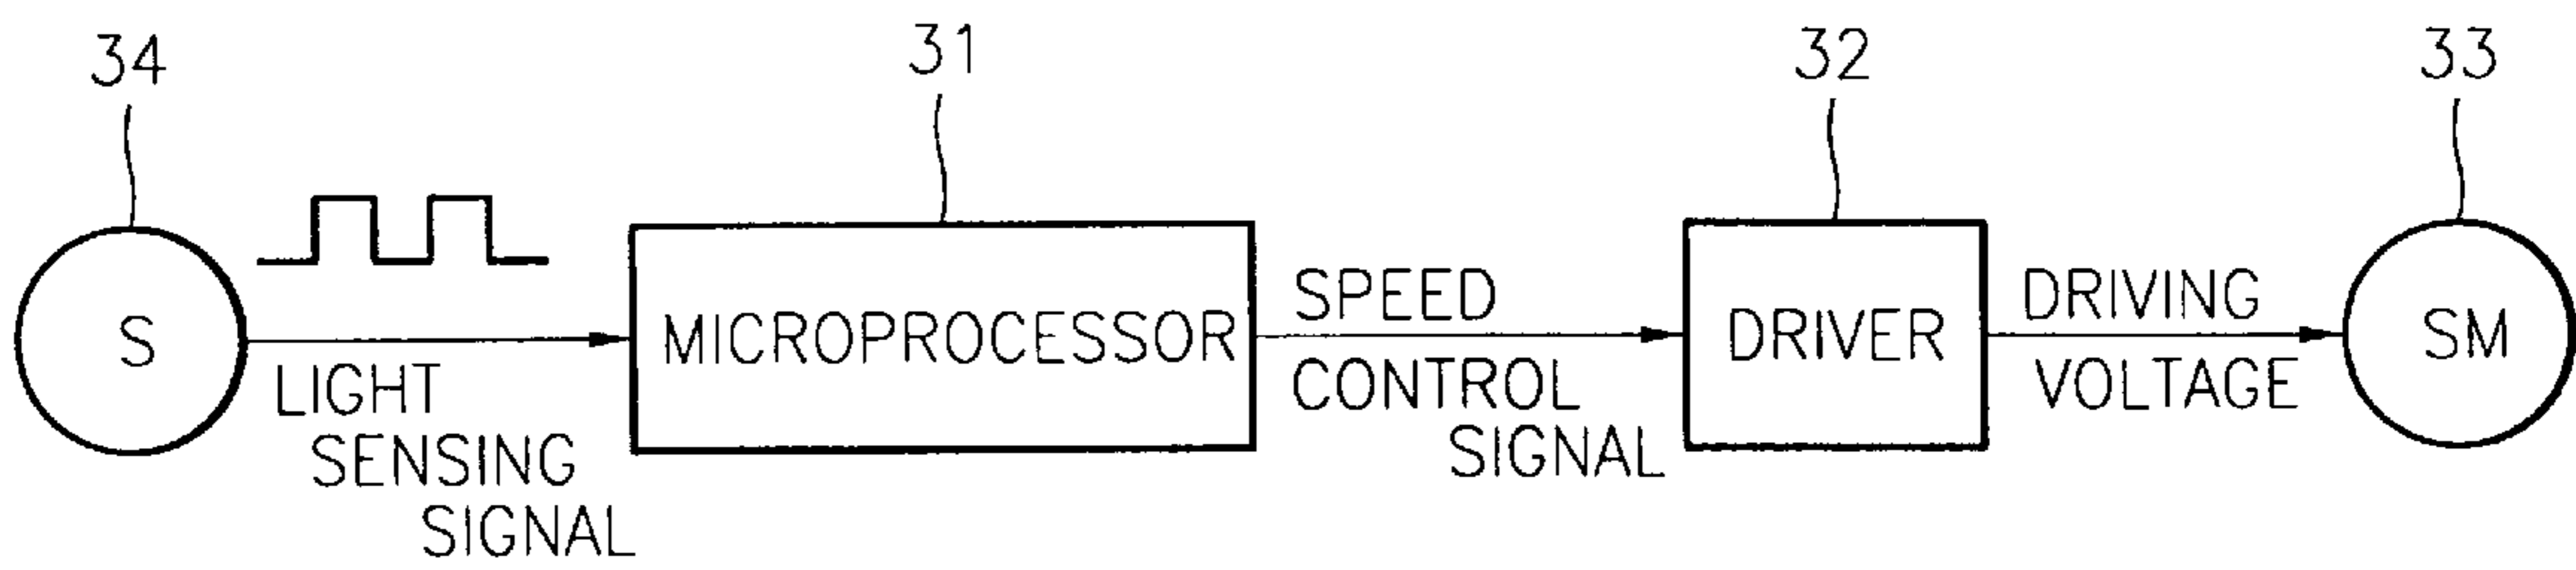 34
31
32
33
S
LIGHT
SENSING
SIGNAL
MICROPROCESSOR
SPEED
CONTROL
SIGNAL
DRIVER
DRIVING
VOLTAGE
SM